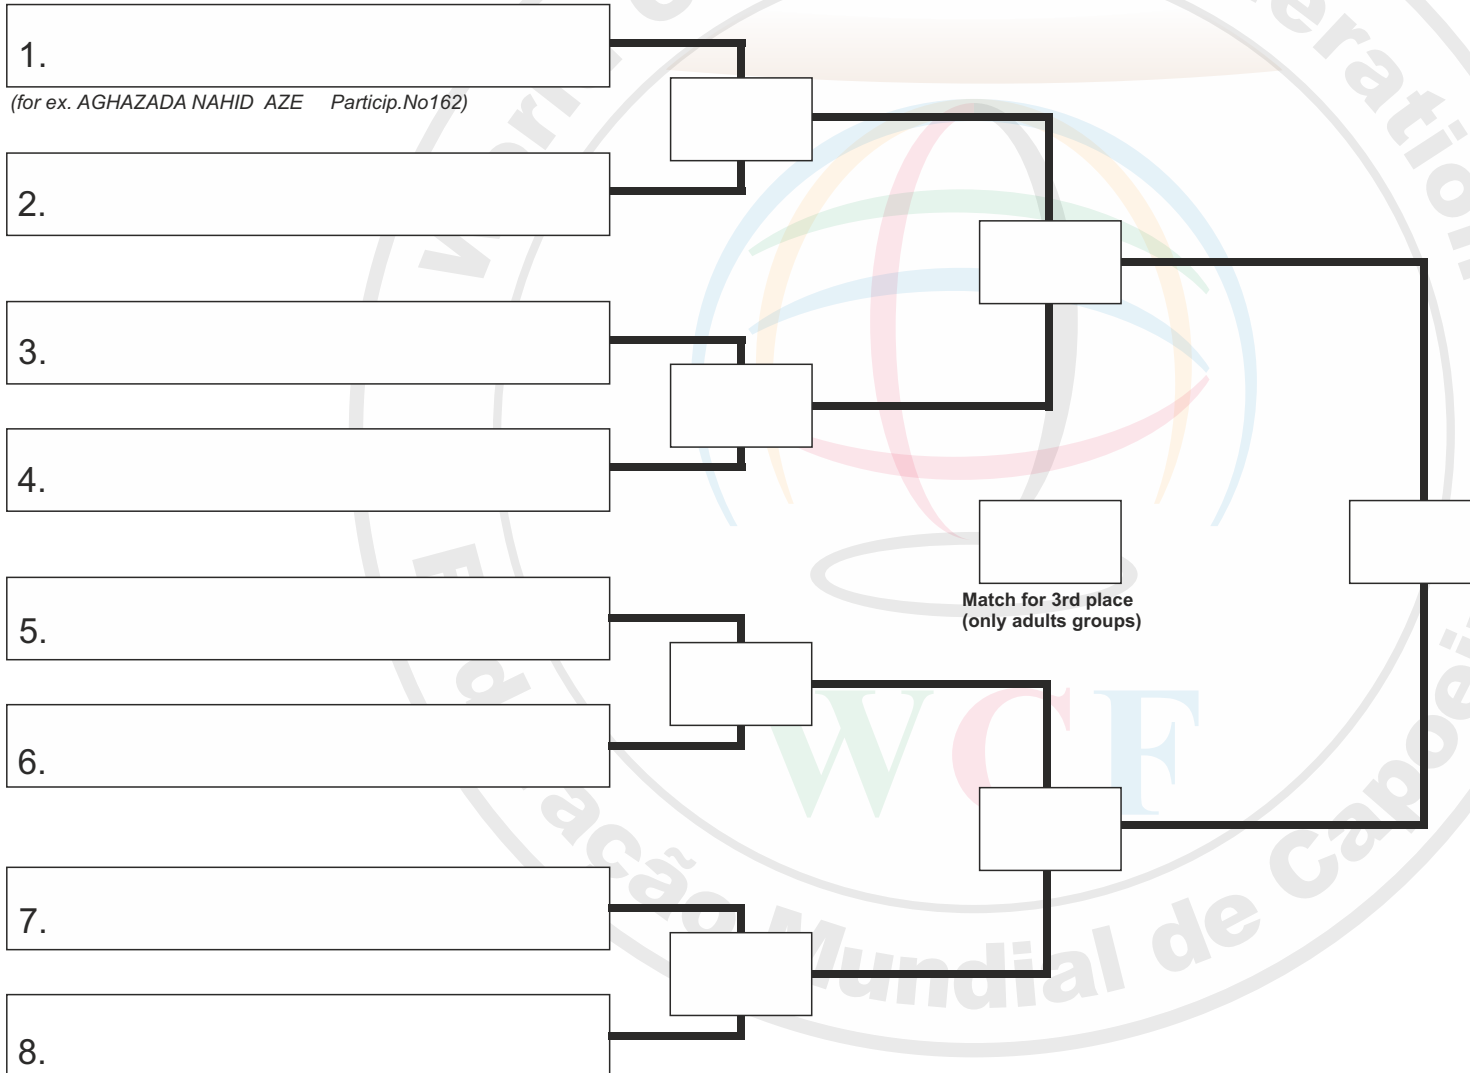 1.
(for ex. AGHAZADA NAHID AZE Particip.No162)
2.
3.
4.
5.
6.
7.
8.
Match for 3rd place
(only adults groups)
WCF
Mundial de